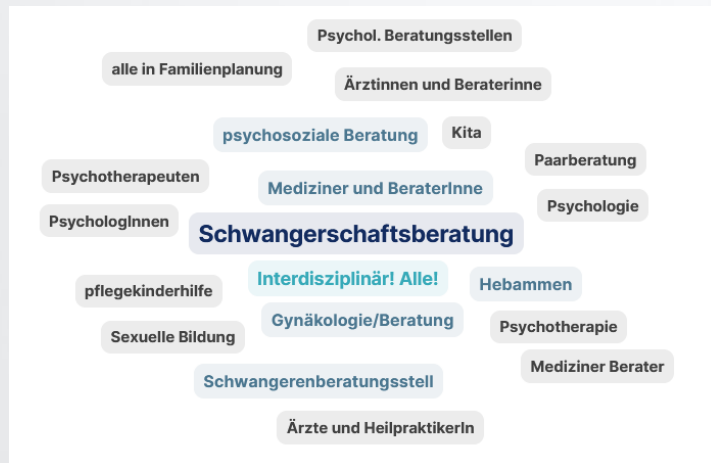 Psychol. Beratungsstellen
alle in Familienplanung
Ärztinnen und Beraterinne
psychosoziale Beratung
Kita
Paarberatung
Psychotherapeuten
Mediziner und BeraterInne
Psychologie
PsychologInnen
Schwangerschaftsberatung
Interdisziplinär! Alle!
Hebammen
pflegekinderhilfe
Gynäkologie/Beratung
Psychotherapie
Sexuelle Bildung
Mediziner Berater
Schwangerenberatungsstell
Ärzte und HeilpraktikerIn